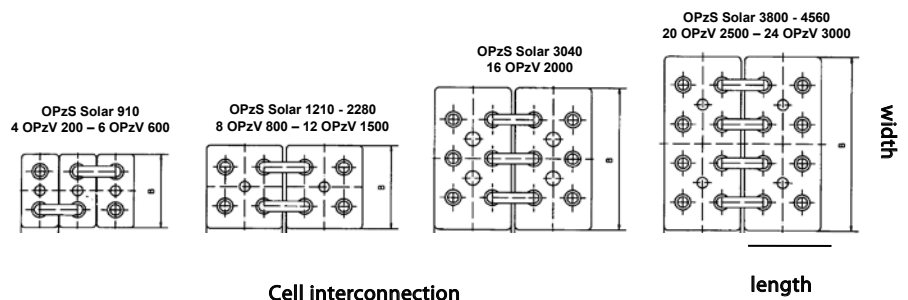 OPzS Solar 910
4 OPzV 200 – 6 OPzV 600
B
OPzS Solar 1210 - 2280
8 OPzV 800 – 12 OPzV 1500
B
OPzS Solar 3040
16 OPzV 2000
B
OPzS Solar 3800 - 4560
20 OPzV 2500 – 24 OPzV 3000
B
width
length
Cell interconnection